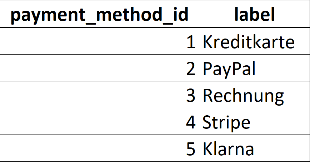 payment_method_id label
1 Kreditkarte
2 PayPal
3 Rechnung
4 Stripe
5 Klarna